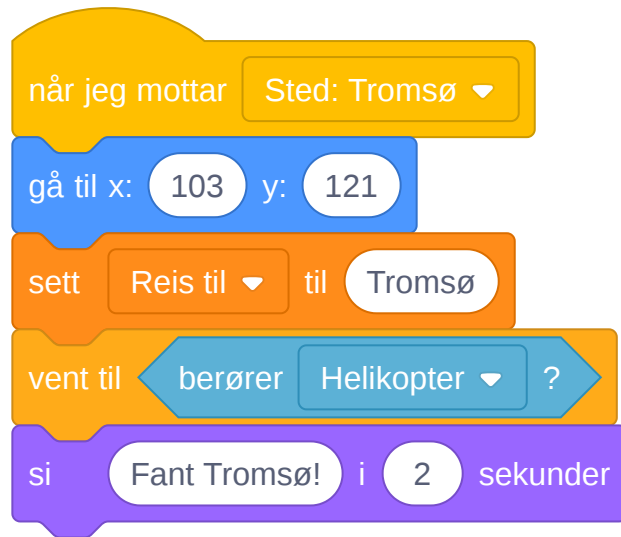 når jeg mottar Sted: Tromsø
gå til x: 103 y: 121
sett Reis til til Tromsø
vent til berører Helikopter ?
si Fant Tromsø! i 2 sekunder